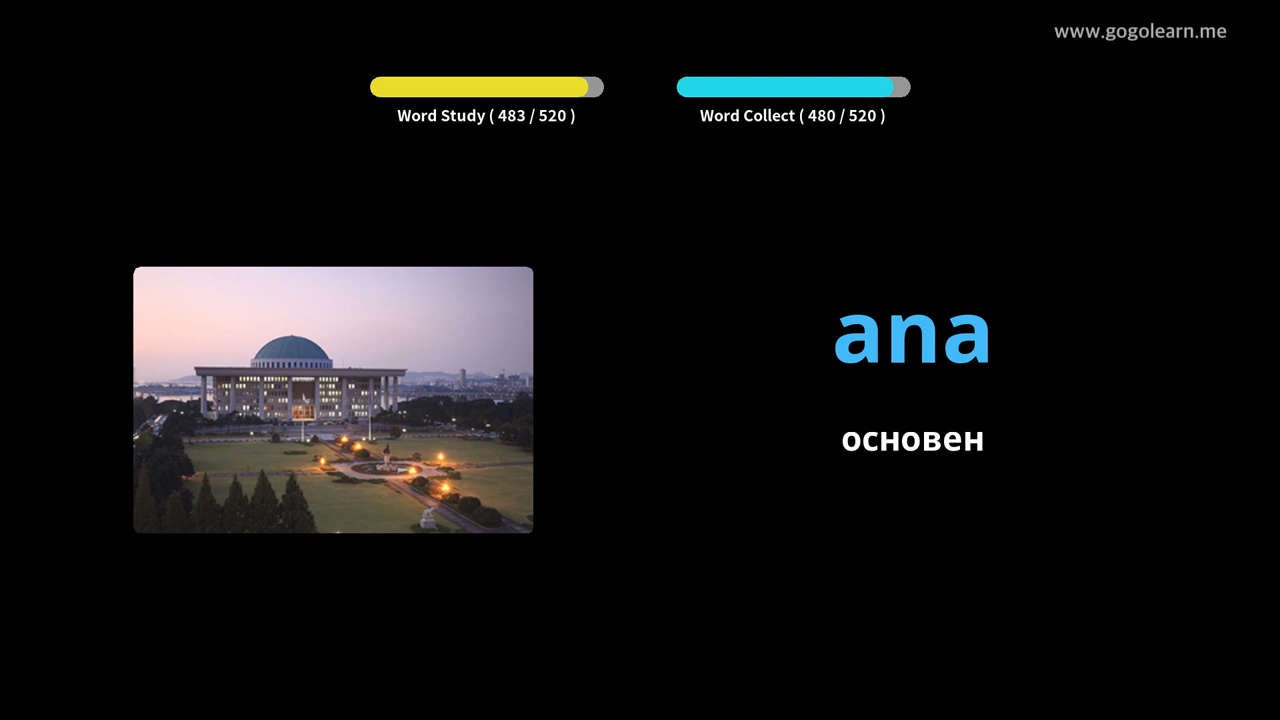 www.gogolearn.me
Word Study ( 483 / 520 )
Word Collect ( 480 / 520 )
ana
основен